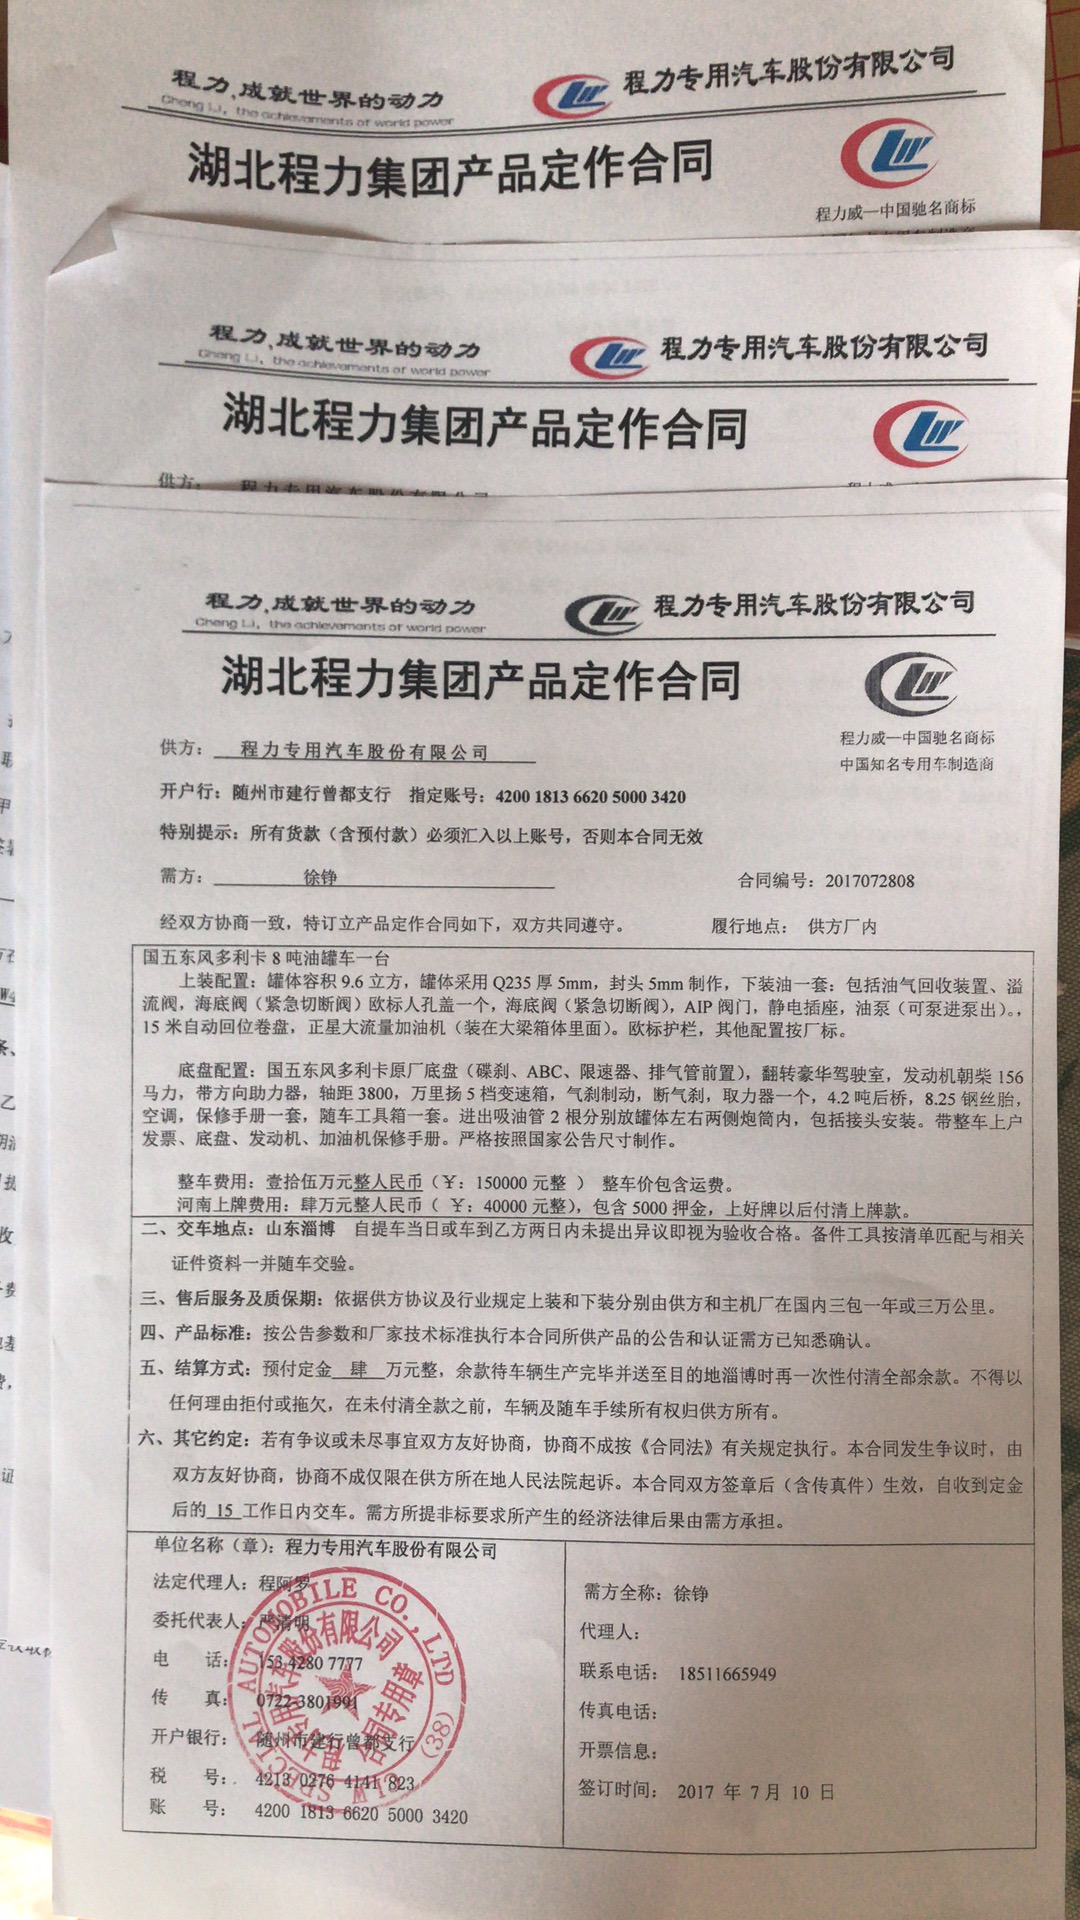 程力,成就世界的动力
Cheng Li, the achievements of world power
程力专用汽车股份有限公司
湖北程力集团产品定作合同
程力威一中国驰名商标
程力,成就世界的动力
Cheng Li, the achievements of world power
程力专用汽车股份有限公司
湖北程力集团产品定作合同
供方: 程力专用汽车股份有限公司
程力,成就世界的动力
Cheng Li, the achievements of world power
程力专用汽车股份有限公司
湖北程力集团产品定作合同
程力威一中国驰名商标
中国知名专用车制造商
供方: 程力专用汽车股份有限公司
开户行:随州市建行曾都支行 指定账号:4200 1813 6620 5000 3420
特别提示:所有货款(含预付款)必须汇入以上账号,否则本合同无效
需方: 徐铮 合同编号:2017072808
经双方协商一致,特订立产品定作合同如下,双方共同遵守。 履行地点: 供方厂内
国五东风多利卡 8 吨油罐车一台
上装配置:罐体容积 9.6 立方,罐体采用 Q235 厚 5mm,封头 5mm 制作,下装油一套:包括油气回收装置、溢
流阀,海底阀(紧急切断阀)欧标人孔盖一个,海底阀(紧急切断阀),AIP 阀门,静电插座,油泵(可泵进泵出)。,
15 米自动回位卷盘,正星大流量加油机(装在大梁箱体里面)。欧标护栏,其他配置按厂标。
底盘配置:国五东风多利卡原厂底盘(碟刹、ABC、限速器、排气管前置),翻转豪华驾驶室,发动机朝柴 156
马力,带方向助力器,轴距 3800,万里扬 5 档变速箱,气刹制动,断气刹,取力器一个,4.2 吨后桥,8.25 钢丝胎,
空调,保修手册一套,随车工具箱一套。进出吸油管 2 根分别放罐体左右两侧炮筒内,包括接头安装。带整车上户
发票、底盘、发动机、加油机保修手册。严格按照国家公告尺寸制作。
整车费用:壹拾伍万元整人民币(¥:150000 元整 ) 整车价包含运费。
河南上牌费用:肆万元整人民币( ¥:40000 元整),包含 5000 押金,上好牌以后付清上牌款。
二、交车地点:山东淄博 自提车当日或车到乙方两日内未提出异议即视为验收合格。备件工具按清单匹配与相关
证件资料一并随车交验。
三、售后服务及质保期:依据供方协议及行业规定上装和下装分别由供方和主机厂在国内三包一年或三万公里。
四、产品标准:按公告参数和厂家技术标准执行本合同所供产品的公告和认证需方已知悉确认。
五、结算方式:预付定金 肆 万元整,余款待车辆生产完毕并送至目的地淄博时再一次性付清全部余款。不得以
任何理由拒付或拖欠,在未付清全款之前,车辆及随车手续所有权归供方所有。
六、其它约定:若有争议或未尽事宜双方友好协商,协商不成按《合同法》有关规定执行。本合同发生争议时,由
双方友好协商,协商不成仅限在供方所在地人民法院起诉。本合同双方签章后(含传真件)生效,自收到定金
后的 15 工作日内交车。需方所提非标要求所产生的经济法律后果由需方承担。
单位名称(章):程力专用汽车股份有限公司
法定代理人:程阿罗
委托代表人:严清明
电 话:153 4280 7777
传 真:0722-3801991
开户银行: 随州市建行曾都支行
税 号: 4213 0276 4141 823
账 号: 4200 1813 6620 5000 3420
需方全称:徐铮
代理人:
联系电话: 18511665949
传真电话:
开票信息:
签订时间: 2017 年 7 月 10 日
CLW SPECIAL AUTOMOBILE CO., LTD
程力专用汽车股份有限公司
合同专用章
(38)